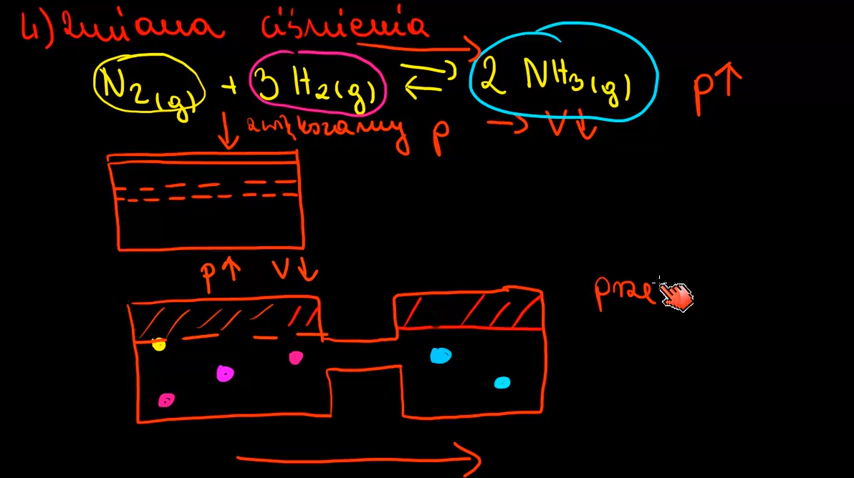 4) Zmiana ciśnienia
N2(g) + 3 H2(g) ⇌ 2 NH3(g) p↑
↓ zwiększamy p → V↓
p↑ V↓
prze